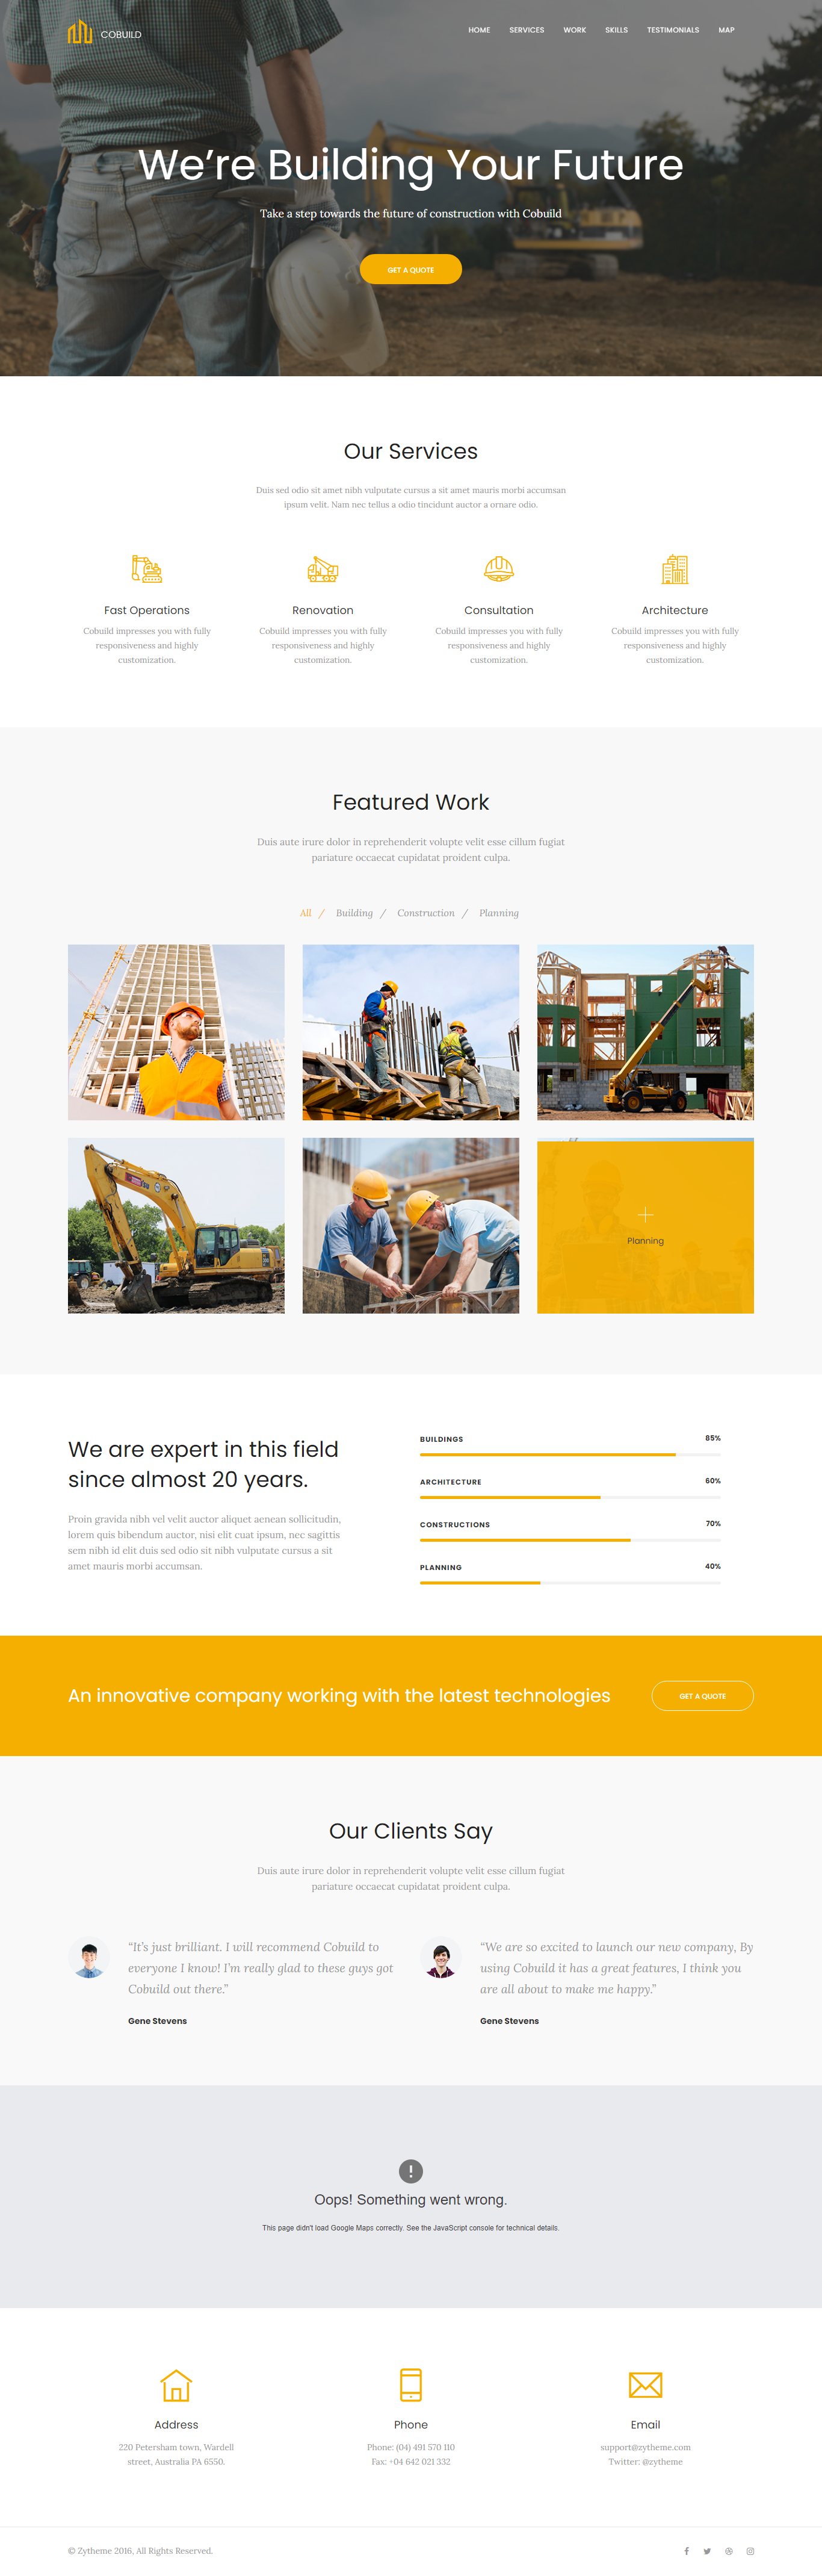 COBUILD
HOME SERVICES WORK SKILLS TESTIMONIALS MAP
We're Building Your Future
Take a step towards the future of construction with Cobuild
GET A QUOTE
Our Services
Duis sed odio sit amet nibh vulputate cursus a sit amet mauris morbi accumsan
ipsum velit. Nam nec tellus a odio tincidunt auctor a ornare odio.
Fast Operations
Cobuild impresses you with fully
responsiveness and highly
customization.
Renovation
Cobuild impresses you with fully
responsiveness and highly
customization.
Consultation
Cobuild impresses you with fully
responsiveness and highly
customization.
Architecture
Cobuild impresses you with fully
responsiveness and highly
customization.
Featured Work
Duis aute irure dolor in reprehenderit volupte velit esse cillum fugiat
pariature occaecat cupidatat proident culpa.
All / Building / Construction / Planning
Planning
We are expert in this field
since almost 20 years.
Proin gravida nibh vel velit auctor aliquet aenean sollicitudin,
lorem quis bibendum auctor, nisi elit cuat ipsum, nec sagittis
sem nibh id elit duis sed odio sit nibh vulputate cursus a sit
amet mauris morbi accumsan.
BUILDINGS 85%
ARCHITECTURE 60%
CONSTRUCTIONS 70%
PLANNING 40%
An innovative company working with the latest technologies
GET A QUOTE
Our Clients Say
Duis aute irure dolor in reprehenderit volupte velit esse cillum fugiat
pariature occaecat cupidatat proident culpa.
“It's just brilliant. I will recommend Cobuild to
everyone I know! I'm really glad to these guys got
Cobuild out there.”
Gene Stevens
“We are so excited to launch our new company, By
using Cobuild it has a great features, I think you
are all about to make me happy.”
Gene Stevens
Oops! Something went wrong.
This page didn't load Google Maps correctly. See the JavaScript console for technical details.
Address
220 Petersham town, Wardell
street, Australia PA 6550.
Phone
Phone: (04) 491 570 110
Fax: +04 642 021 332
Email
support@zytheme.com
Twitter: @zytheme
© Zytheme 2016, All Rights Reserved.